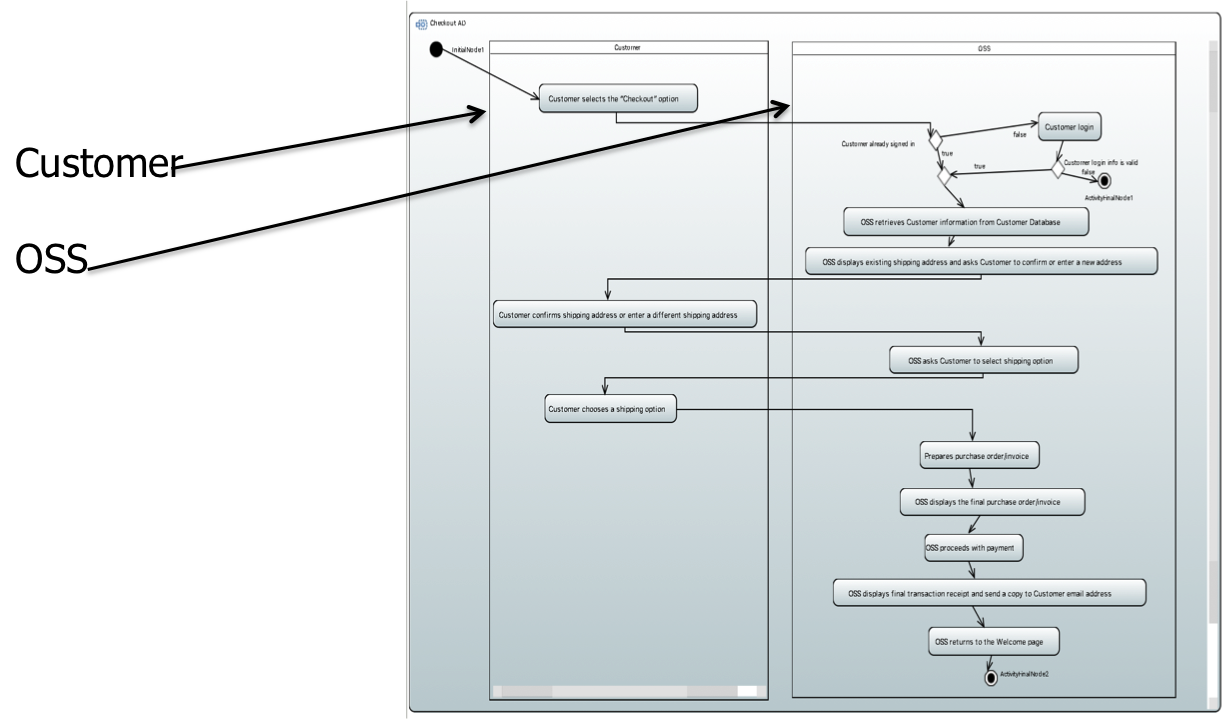 Checkout AD
InitialNode1
Customer
OSS
Customer selects the "Checkout" option
Customer
OSS
Customer already signed in
false
true
Customer login
Customer login info is valid
true
false
ActivityFinalNode1
OSS retrieves Customer information from Customer Database
OSS displays existing shipping address and asks Customer to confirm or enter a new address
Customer confirms shipping address or enter a different shipping address
OSS asks Customer to select shipping option
Customer chooses a shipping option
Prepares purchase order/invoice
OSS displays the final purchase order/invoice
OSS proceeds with payment
OSS displays final transaction receipt and send a copy to Customer email address
OSS returns to the Welcome page
ActivityFinalNode2